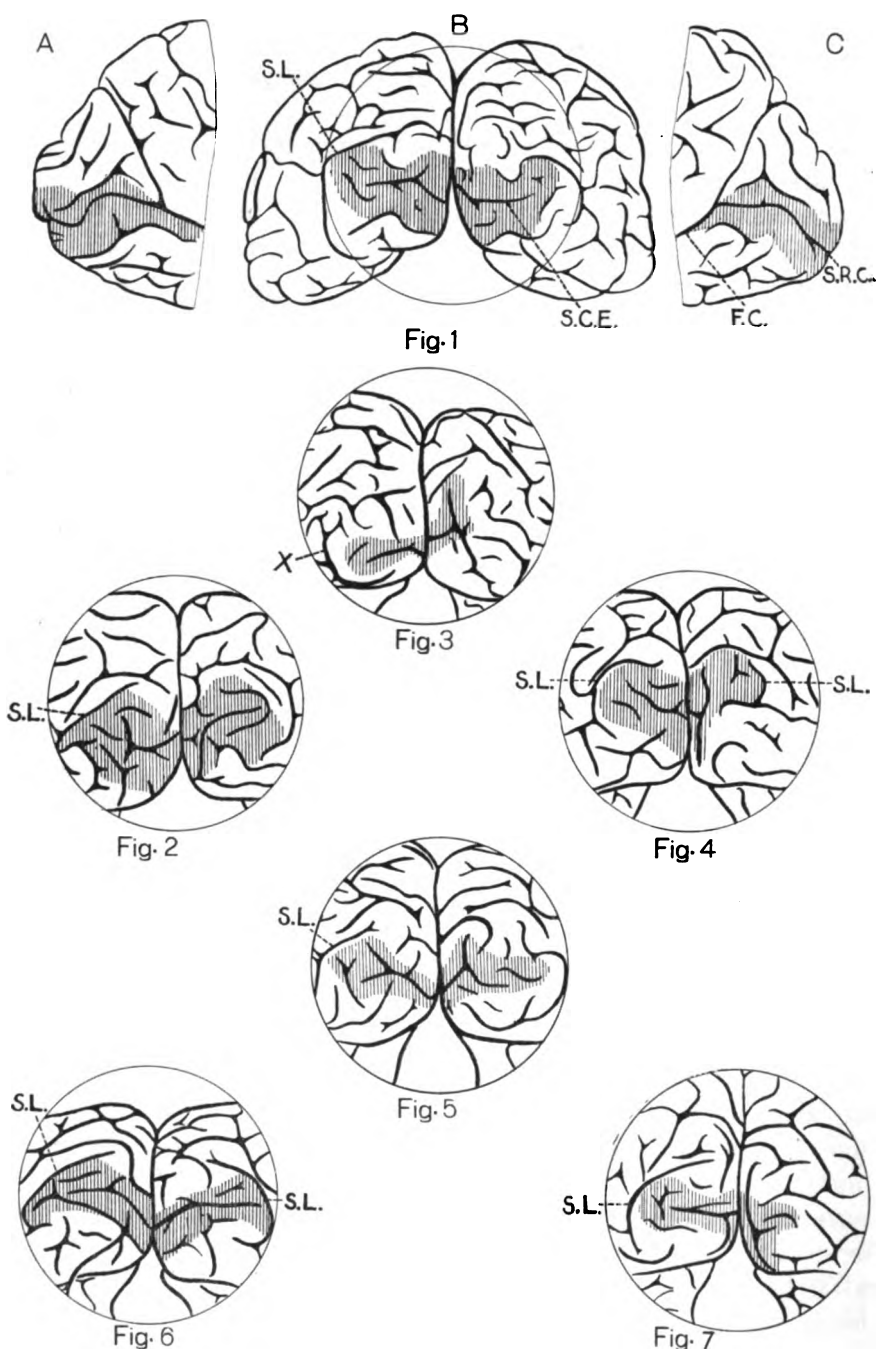 A
B
C
S.L.
S.C.E.
F.C.
S.R.C.
Fig. 1
X
Fig. 3
S.L.
Fig. 2
S.L.
S.L.
Fig. 4
S.L.
Fig. 5
S.L.
S.L.
Fig. 6
S.L.
Fig. 7